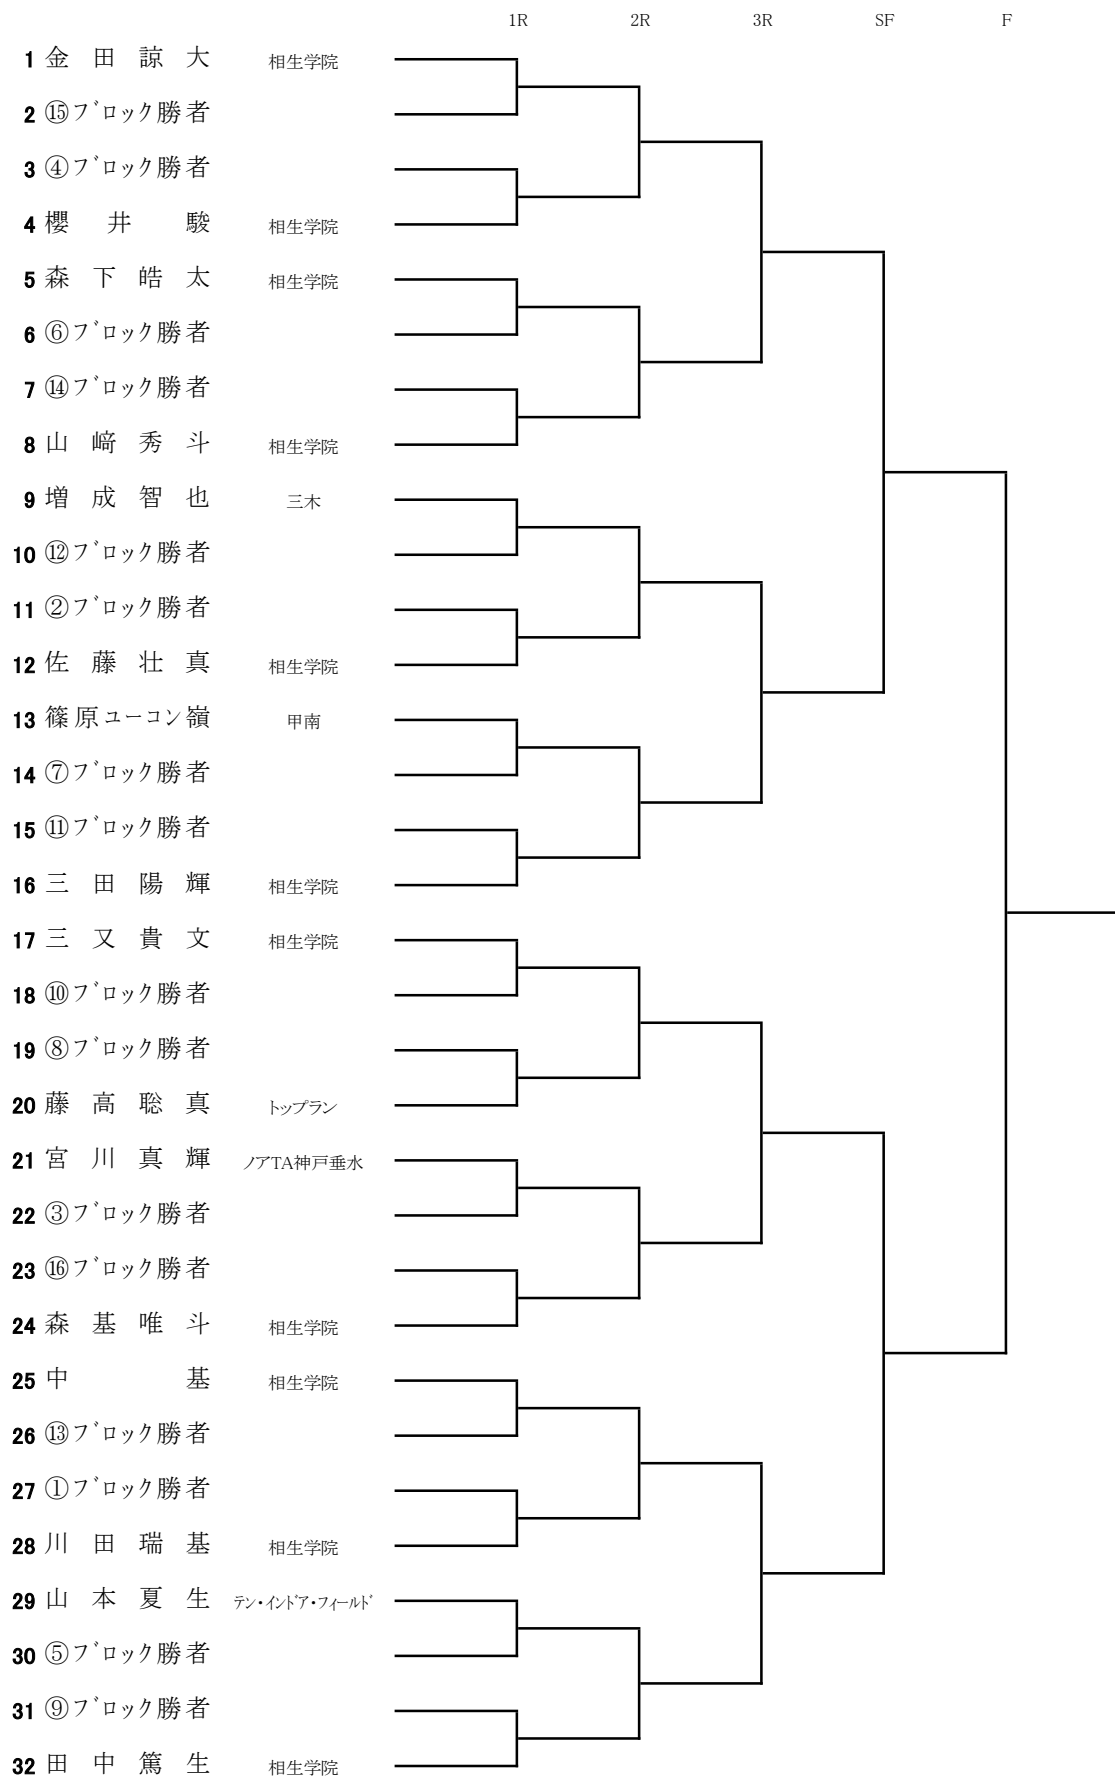 1R 2R 3R SF F
1 金田諒大 相生学院
2 ⑮ブロック勝者
3 ④ブロック勝者
4 櫻井駿 相生学院
5 森下皓太 相生学院
6 ⑥ブロック勝者
7 ⑭ブロック勝者
8 山﨑秀斗 相生学院
9 増成智也 三木
10 ⑫ブロック勝者
11 ②ブロック勝者
12 佐藤壮真 相生学院
13 篠原ユーコン嶺 甲南
14 ⑦ブロック勝者
15 ⑪ブロック勝者
16 三田陽輝 相生学院
17 三又貴文 相生学院
18 ⑩ブロック勝者
19 ⑧ブロック勝者
20 藤高聡真 トップラン
21 宮川真輝 ノアTA神戸垂水
22 ③ブロック勝者
23 ⑯ブロック勝者
24 森基唯斗 相生学院
25 中基 相生学院
26 ⑬ブロック勝者
27 ①ブロック勝者
28 川田瑞基 相生学院
29 山本夏生 テン・インドア・フィールド
30 ⑤ブロック勝者
31 ⑨ブロック勝者
32 田中篤生 相生学院